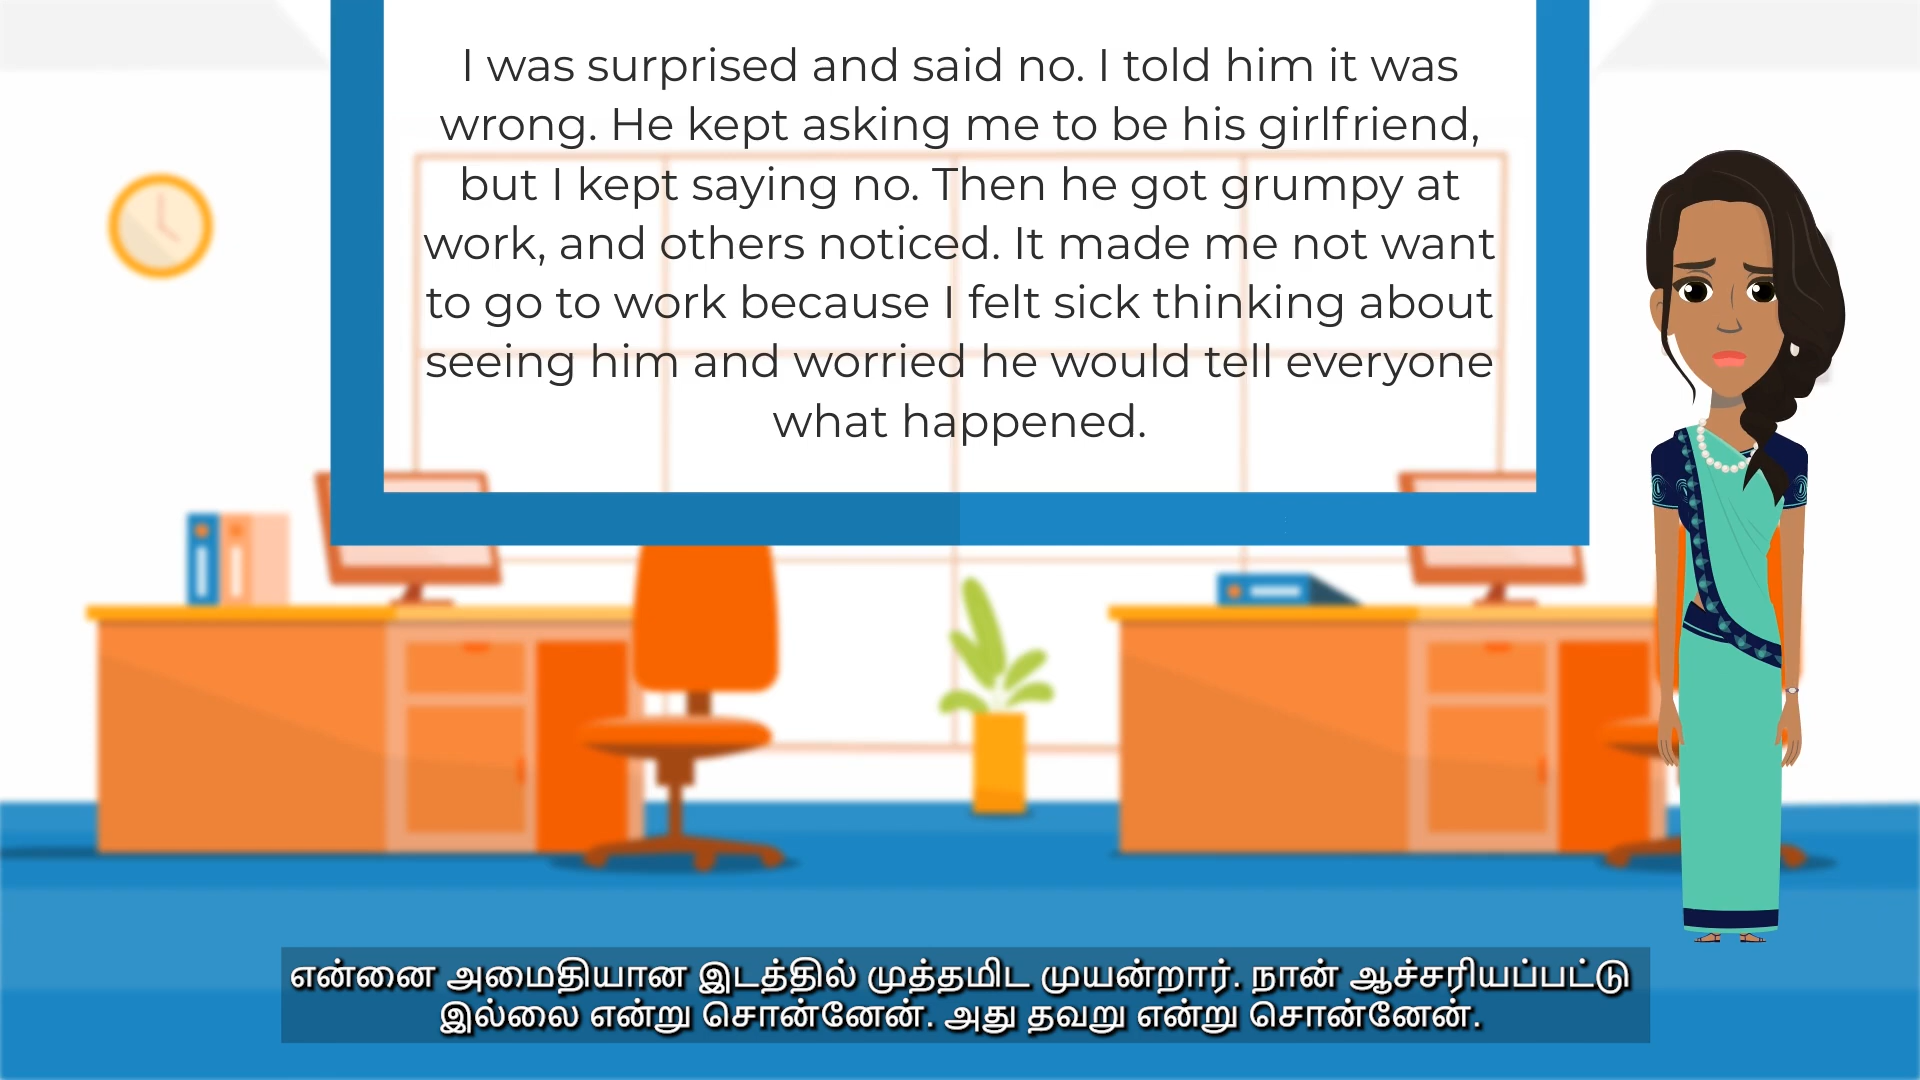 I was surprised and said no. I told him it was
wrong. He kept asking me to be his girlfriend,
but I kept saying no. Then he got grumpy at
work, and others noticed. It made me not want
to go to work because I felt sick thinking about
seeing him and worried he would tell everyone
what happened.
என்னை அமைதியான இடத்தில் முத்தமிட முயன்றார். நான் ஆச்சரியப்பட்டு
இல்லை என்று சொன்னேன். அது தவறு என்று சொன்னேன்.